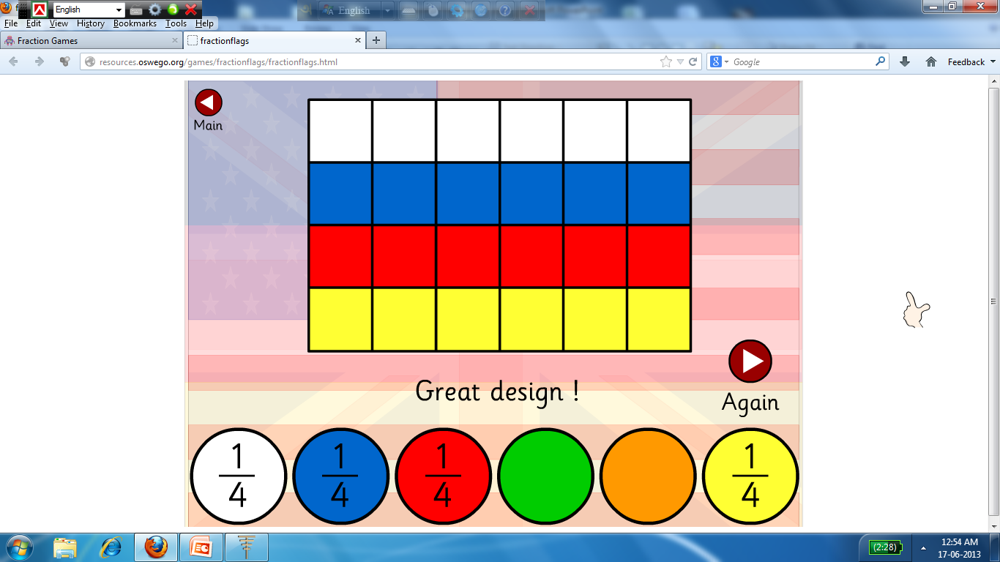 English
English
File Edit View History Bookmarks Tools Help
Fraction Games
fractionflags
resources.oswego.org/games/fractionflags/fractionflags.html
Google
Feedback
Main
Great design !
Again
1
4
1
4
1
4
1
4
(2:28)
12:54 AM
17-06-2013